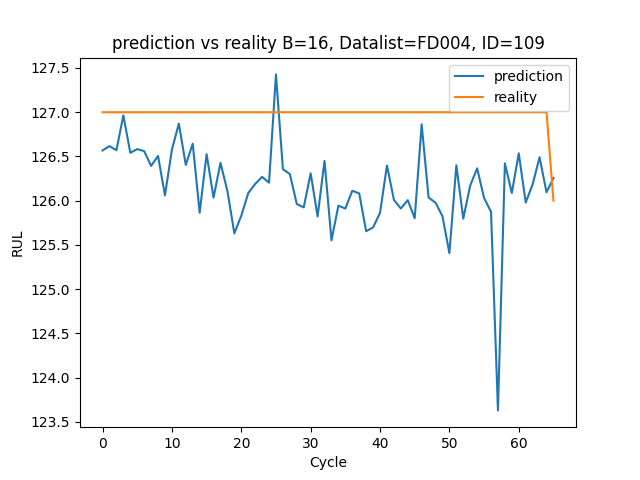 prediction vs reality B=16, Datalist=FD004, ID=109
prediction
reality
127.5
127.0
126.5
126.0
125.5
125.0
124.5
124.0
123.5
RUL
0 10 20 30 40 50 60
Cycle